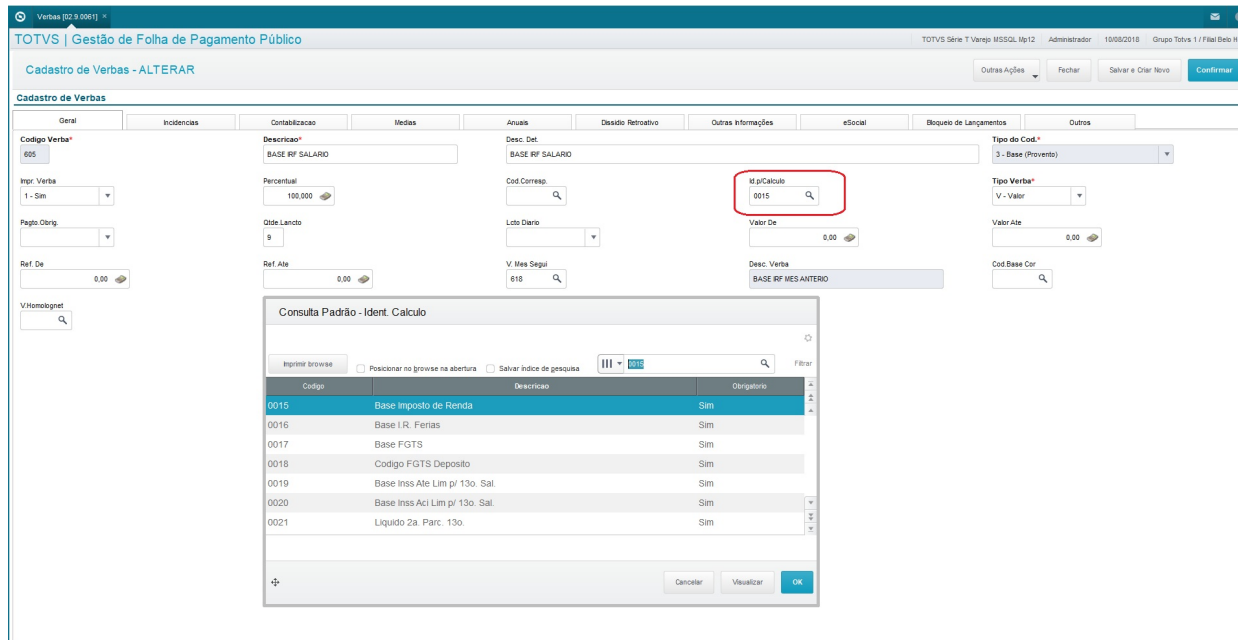 Verbas [02.9.0061] ×
TOTVS | Gestão de Folha de Pagamento Público
TOTVS Série T Varejo MSSQL Mp12 Administrador 10/08/2018 Grupo Totvs 1 / Filial Belo H
Cadastro de Verbas - ALTERAR
Outras Ações Fechar Salvar e Criar Novo Confirmar
Cadastro de Verbas
Geral Incidencias Contabilizacao Medias Anuais Dissidio Retroativo Outras Informações eSocial Bloqueio de Lançamentos Outros
Codigo Verba* Descricao* Desc. Det. Tipo do Cod.*
605 BASE IRF SALARIO BASE IRF SALARIO 3 - Base (Provento)
Impr. Verba Percentual Cod.Corresp. Id.p/Calculo Tipo Verba*
1 - Sim 100,000 0015 V - Valor
Pagto.Obrig. Qtde.Lancto Lcto Diario Valor De Valor Ate
9 0,00 0,00
Ref. De Ref. Ate V. Mes Segui Desc. Verba Cod.Base Cor
0,00 0,00 618 BASE IRF MES ANTERIO
V.Homolognet
Consulta Padrão - Ident. Calculo
Imprimir browse Posicionar no browse na abertura Salvar índice de pesquisa 0015 Filtrar
Codigo Descricao Obrigatorio
0015 Base Imposto de Renda Sim
0016 Base I.R. Ferias Sim
0017 Base FGTS Sim
0018 Codigo FGTS Deposito Sim
0019 Base Inss Ate Lim p/ 13o. Sal. Sim
0020 Base Inss Aci Lim p/ 13o. Sal. Sim
0021 Liquido 2a. Parc. 13o. Sim
Cancelar Visualizar OK